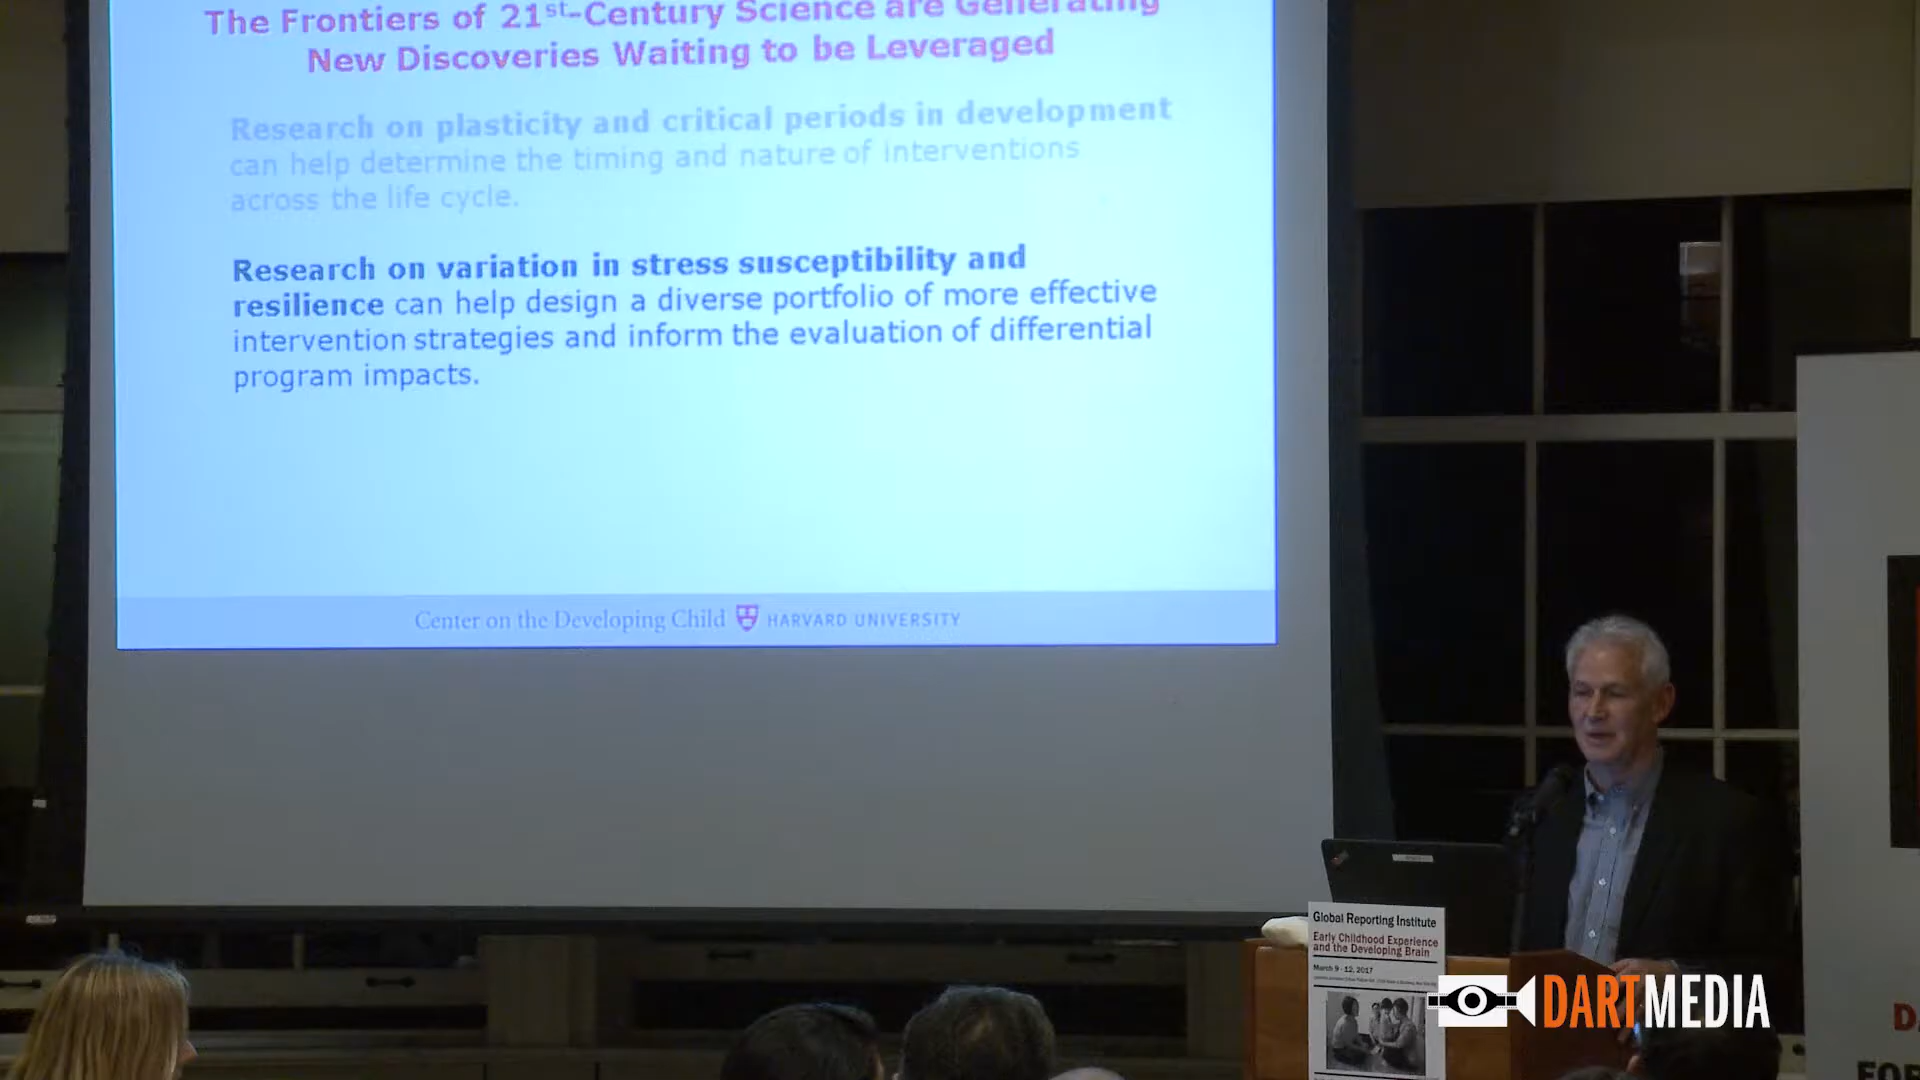 The Frontiers of 21st-Century Science are Generating
New Discoveries Waiting to be Leveraged
Research on plasticity and critical periods in development
can help determine the timing and nature of interventions
across the life cycle.
Research on variation in stress susceptibility and
resilience can help design a diverse portfolio of more effective
intervention strategies and inform the evaluation of differential
program impacts.
Center on the Developing Child HARVARD UNIVERSITY
Global Reporting Institute
Early Childhood Experience
and the Developing Brain
March 9 - 12, 2017
DARTMEDIA